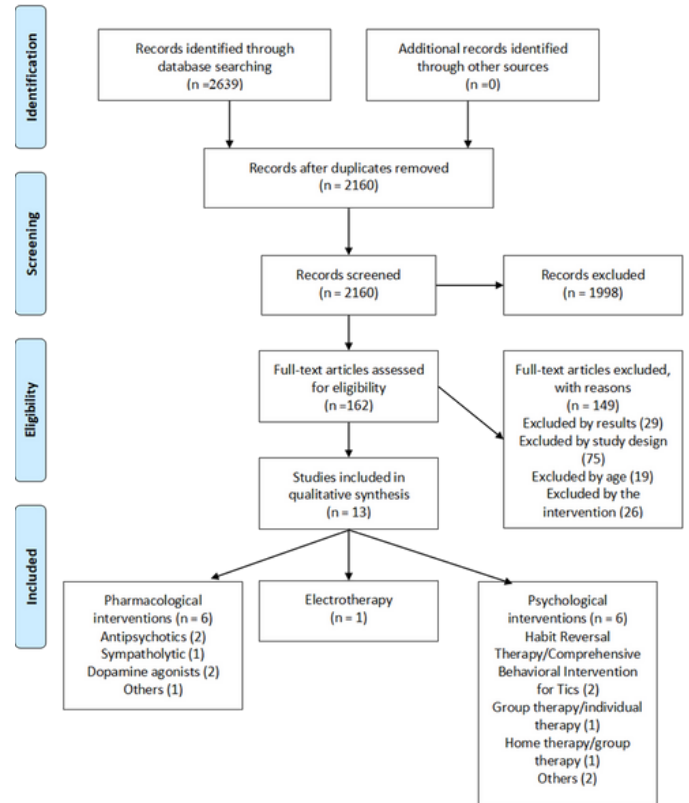 Identification
Records identified through
database searching
(n =2639)
Additional records identified
through other sources
(n =0)
Records after duplicates removed
(n = 2160)
Screening
Records screened
(n = 2160)
Records excluded
(n = 1998)
Eligibility
Full-text articles assessed
for eligibility
(n =162)
Full-text articles excluded,
with reasons
(n = 149)
Excluded by results (29)
Excluded by study design
(75)
Excluded by age (19)
Excluded by the
intervention (26)
Studies included in
qualitative synthesis
(n = 13)
Included
Pharmacological
interventions (n = 6)
Antipsychotics (2)
Sympatholytic (1)
Dopamine agonists (2)
Others (1)
Electrotherapy
(n = 1)
Psychological
interventions (n = 6)
Habit Reversal
Therapy/Comprehensive
Behavioral Intervention
for Tics (2)
Group therapy/individual
therapy (1)
Home therapy/group
therapy (1)
Others (2)